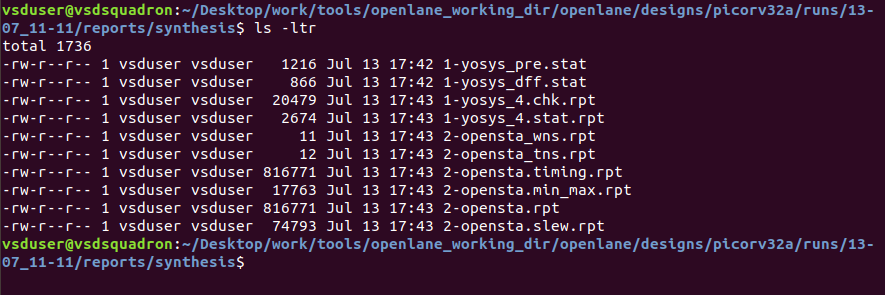 vsduser@vsdsquadron:~/Desktop/work/tools/openlane_working_dir/openlane/designs/picorv32a/runs/13-
07_11-11/reports/synthesis$ ls -ltr
total 1736
-rw-r--r-- 1 vsduser vsduser   1216 Jul 13 17:42 1-yosys_pre.stat
-rw-r--r-- 1 vsduser vsduser    866 Jul 13 17:42 1-yosys_dff.stat
-rw-r--r-- 1 vsduser vsduser  20479 Jul 13 17:43 1-yosys_4.chk.rpt
-rw-r--r-- 1 vsduser vsduser   2674 Jul 13 17:43 1-yosys_4.stat.rpt
-rw-r--r-- 1 vsduser vsduser     11 Jul 13 17:43 2-opensta_wns.rpt
-rw-r--r-- 1 vsduser vsduser     12 Jul 13 17:43 2-opensta_tns.rpt
-rw-r--r-- 1 vsduser vsduser 816771 Jul 13 17:43 2-opensta.timing.rpt
-rw-r--r-- 1 vsduser vsduser  17763 Jul 13 17:43 2-opensta.min_max.rpt
-rw-r--r-- 1 vsduser vsduser 816771 Jul 13 17:43 2-opensta.rpt
-rw-r--r-- 1 vsduser vsduser  74793 Jul 13 17:43 2-opensta.slew.rpt
vsduser@vsdsquadron:~/Desktop/work/tools/openlane_working_dir/openlane/designs/picorv32a/runs/13-
07_11-11/reports/synthesis$